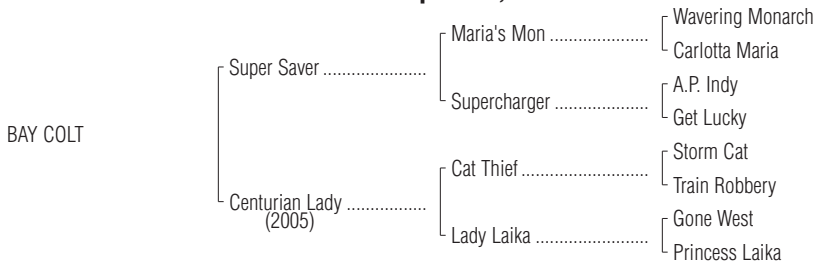 Wavering Monarch
Maria's Mon ......................
Carlotta Maria
Super Saver .......................
A.P. Indy
Supercharger .....................
Get Lucky
BAY COLT
Storm Cat
Cat Thief .............................
Train Robbery
Centurian Lady ..................
(2005)
Gone West
Lady Laika .........................
Princess Laika